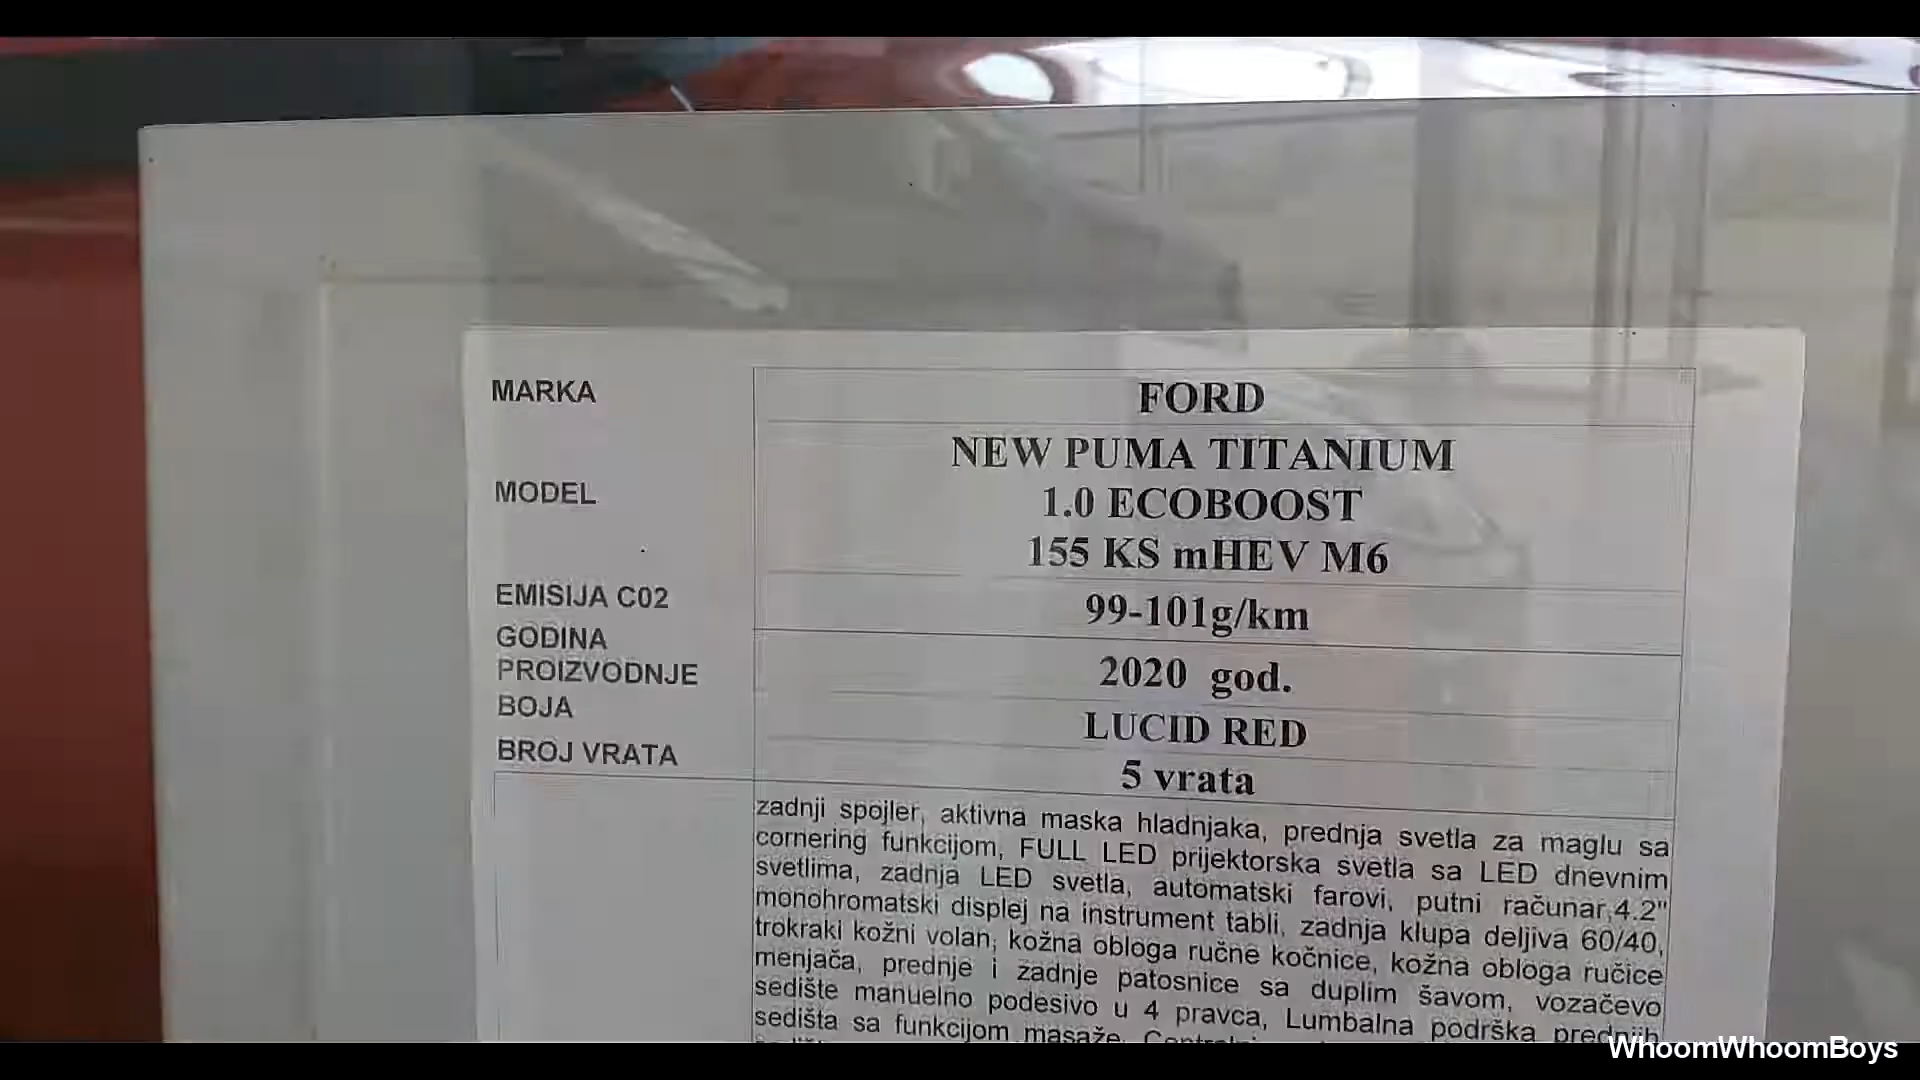 MARKA
FORD
MODEL
NEW PUMA TITANIUM
1.0 ECOBOOST
155 KS mHEV M6
EMISIJA C02
99-101g/km
GODINA
PROIZVODNJE
2020 god.
BOJA
LUCID RED
BROJ VRATA
5 vrata
zadnji spojler, aktivna maska hladnjaka, prednja svetla za maglu sa
cornering funkcijom, FULL LED prijektorska svetla sa LED dnevnim
svetlima, zadnja LED svetla, automatski farovi, putni računar,4.2"
monohromatski displej na instrument tabli, zadnja klupa deljiva 60/40,
trokraki kožni volan, kožna obloga ručne kočnice, kožna obloga ručice
menjača, prednje i zadnje patosnice sa duplim šavom, vozačevo
sedište manuelno podesivo u 4 pravca, Lumbalna podrška prednjih
sedišta sa funkcijom masaže,
WhoomWhoomBoys